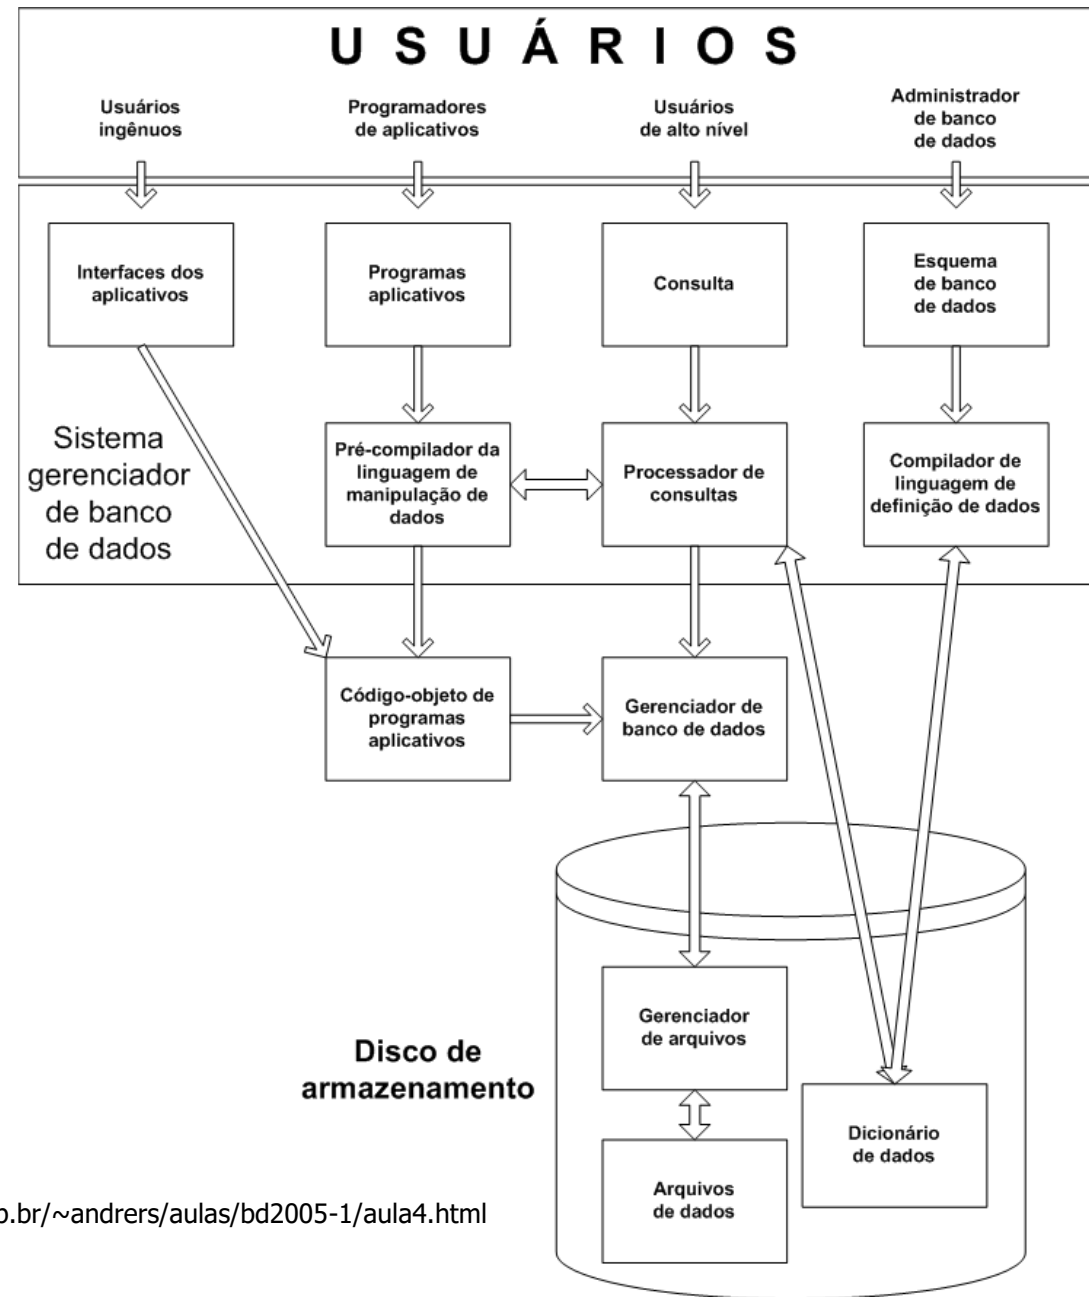 U S U Á R I O S
Usuários
ingênuos
Programadores
de aplicativos
Usuários
de alto nível
Administrador
de banco
de dados
Interfaces dos
aplicativos
Programas
aplicativos
Consulta
Esquema
de banco
de dados
Sistema
gerenciador
de banco
de dados
Pré-compilador da
linguagem de
manipulação de
dados
Processador de
consultas
Compilador de
linguagem de
definição de dados
Código-objeto de
programas
aplicativos
Gerenciador de
banco de dados
Disco de
armazenamento
Gerenciador
de arquivos
Dicionário
de dados
Arquivos
de dados
.br/~andrers/aulas/bd2005-1/aula4.html